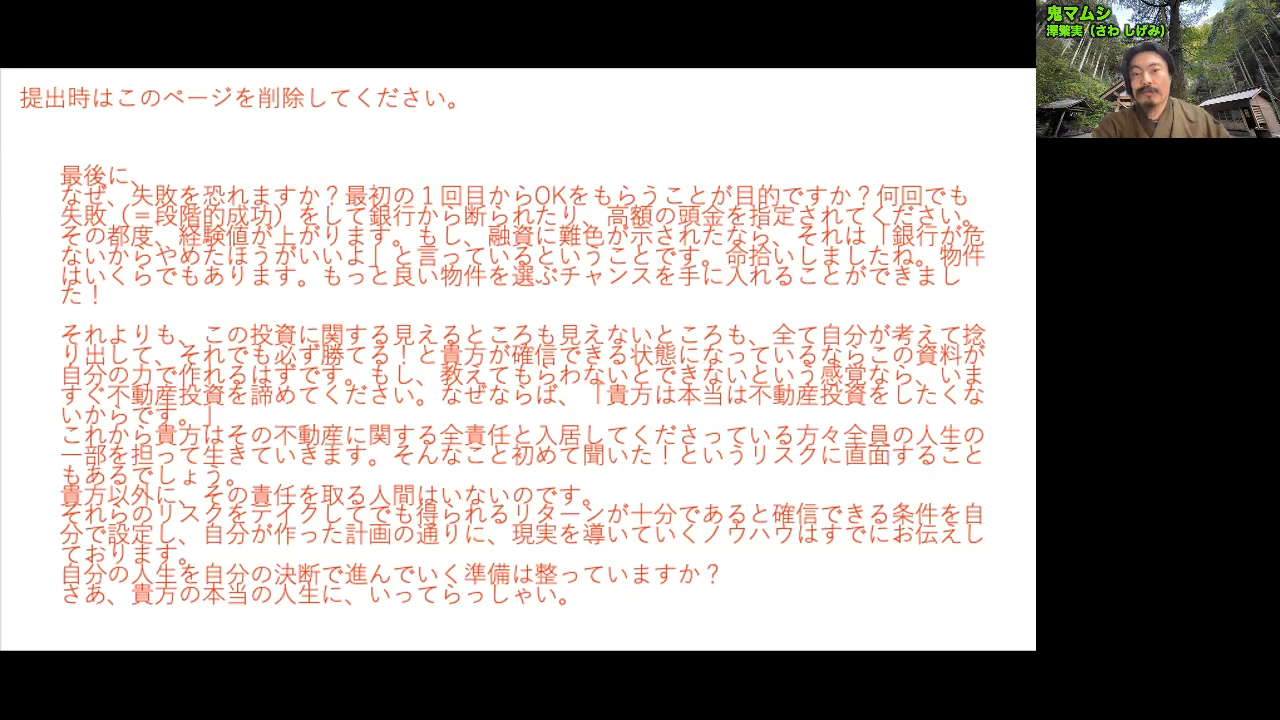 提出時はこのページを削除してください。
最後に、
なぜ、失敗を恐れますか？最初の１回目からOKをもらうことが目的ですか？何回でも
失敗（＝段階的成功）をして銀行から断られたり、高額の頭金を指定されてください。
その都度、経験値が上がります。もし、融資に難色が示されたなら、それは「銀行が危
ないからやめたほうがいいよ「と言っているということです。命拾いしましたね。物件
はいくらでもあります。もっと良い物件を選ぶチャンスを手に入れることができまし
た！
それよりも、この投資に関する見えるところも見えないところも、全て自分が考えて捻
り出して、それでも必ず勝てる！と貴方が確信できる状態になっているならこの資料が
自分の力で作れるはずです。もし、教えてもらわないとできないという感覚なら、いま
すぐ不動産投資を諦めてください。なぜならば、「貴方は本当は不動産投資をしたくな
いからです。」
これから貴方はその不動産に関する全責任と入居してくださっている方々全員の人生の
一部を担って生きていきます。そんなこと初めて聞いた！というリスクに直面すること
もあるでしょう。
貴方以外に、その責任を取る人間はいないのです。
それらのリスクをテイクしてでも得られるリターンが十分であると確信できる条件を自
分で設定し、自分が作った計画の通りに、現実を導いていくノウハウはすでにお伝えし
ております。
自分の人生を自分の決断で進んでいく準備は整っていますか？
さあ、貴方の本当の人生に、いってらっしゃい。
鬼マムシ
澤繁実（さわ しげみ）